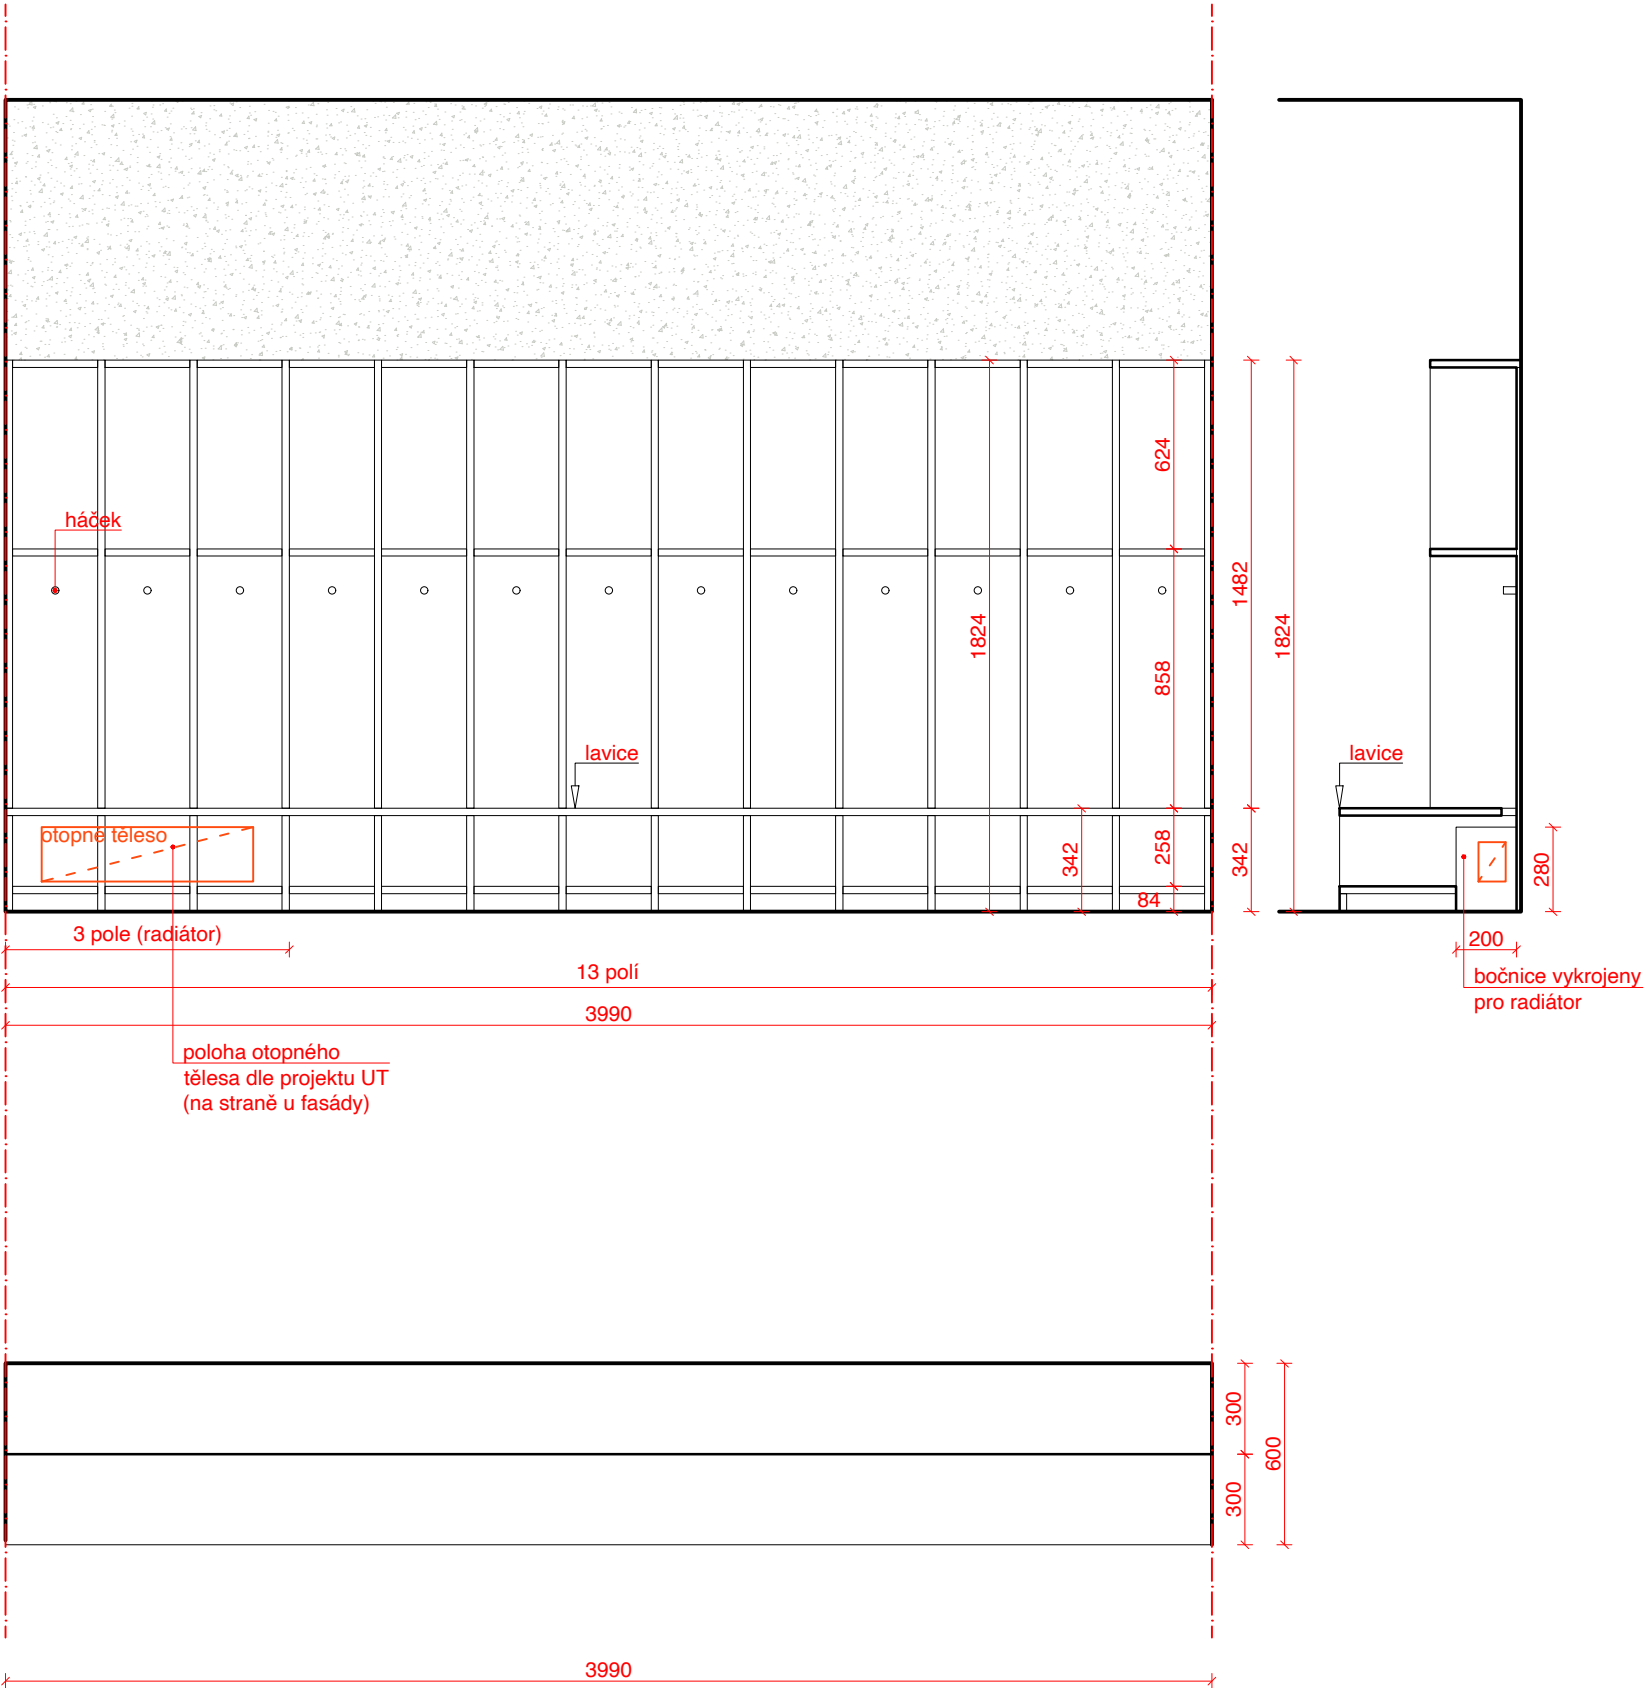 háček
624
1482
1824
1824
858
lavice
lavice
otopné těleso
342
258
342
280
84
3 pole (radiátor)
200
13 polí
bočnice vykrojeny
pro radiátor
3990
poloha otopného
tělesa dle projektu UT
(na straně u fasády)
300
600
300
3990